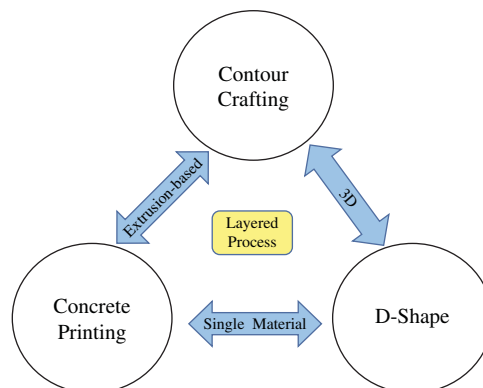 Contour
Crafting
Extrusion-based
3D
Layered
Process
Concrete
Printing
Single Material
D-Shape